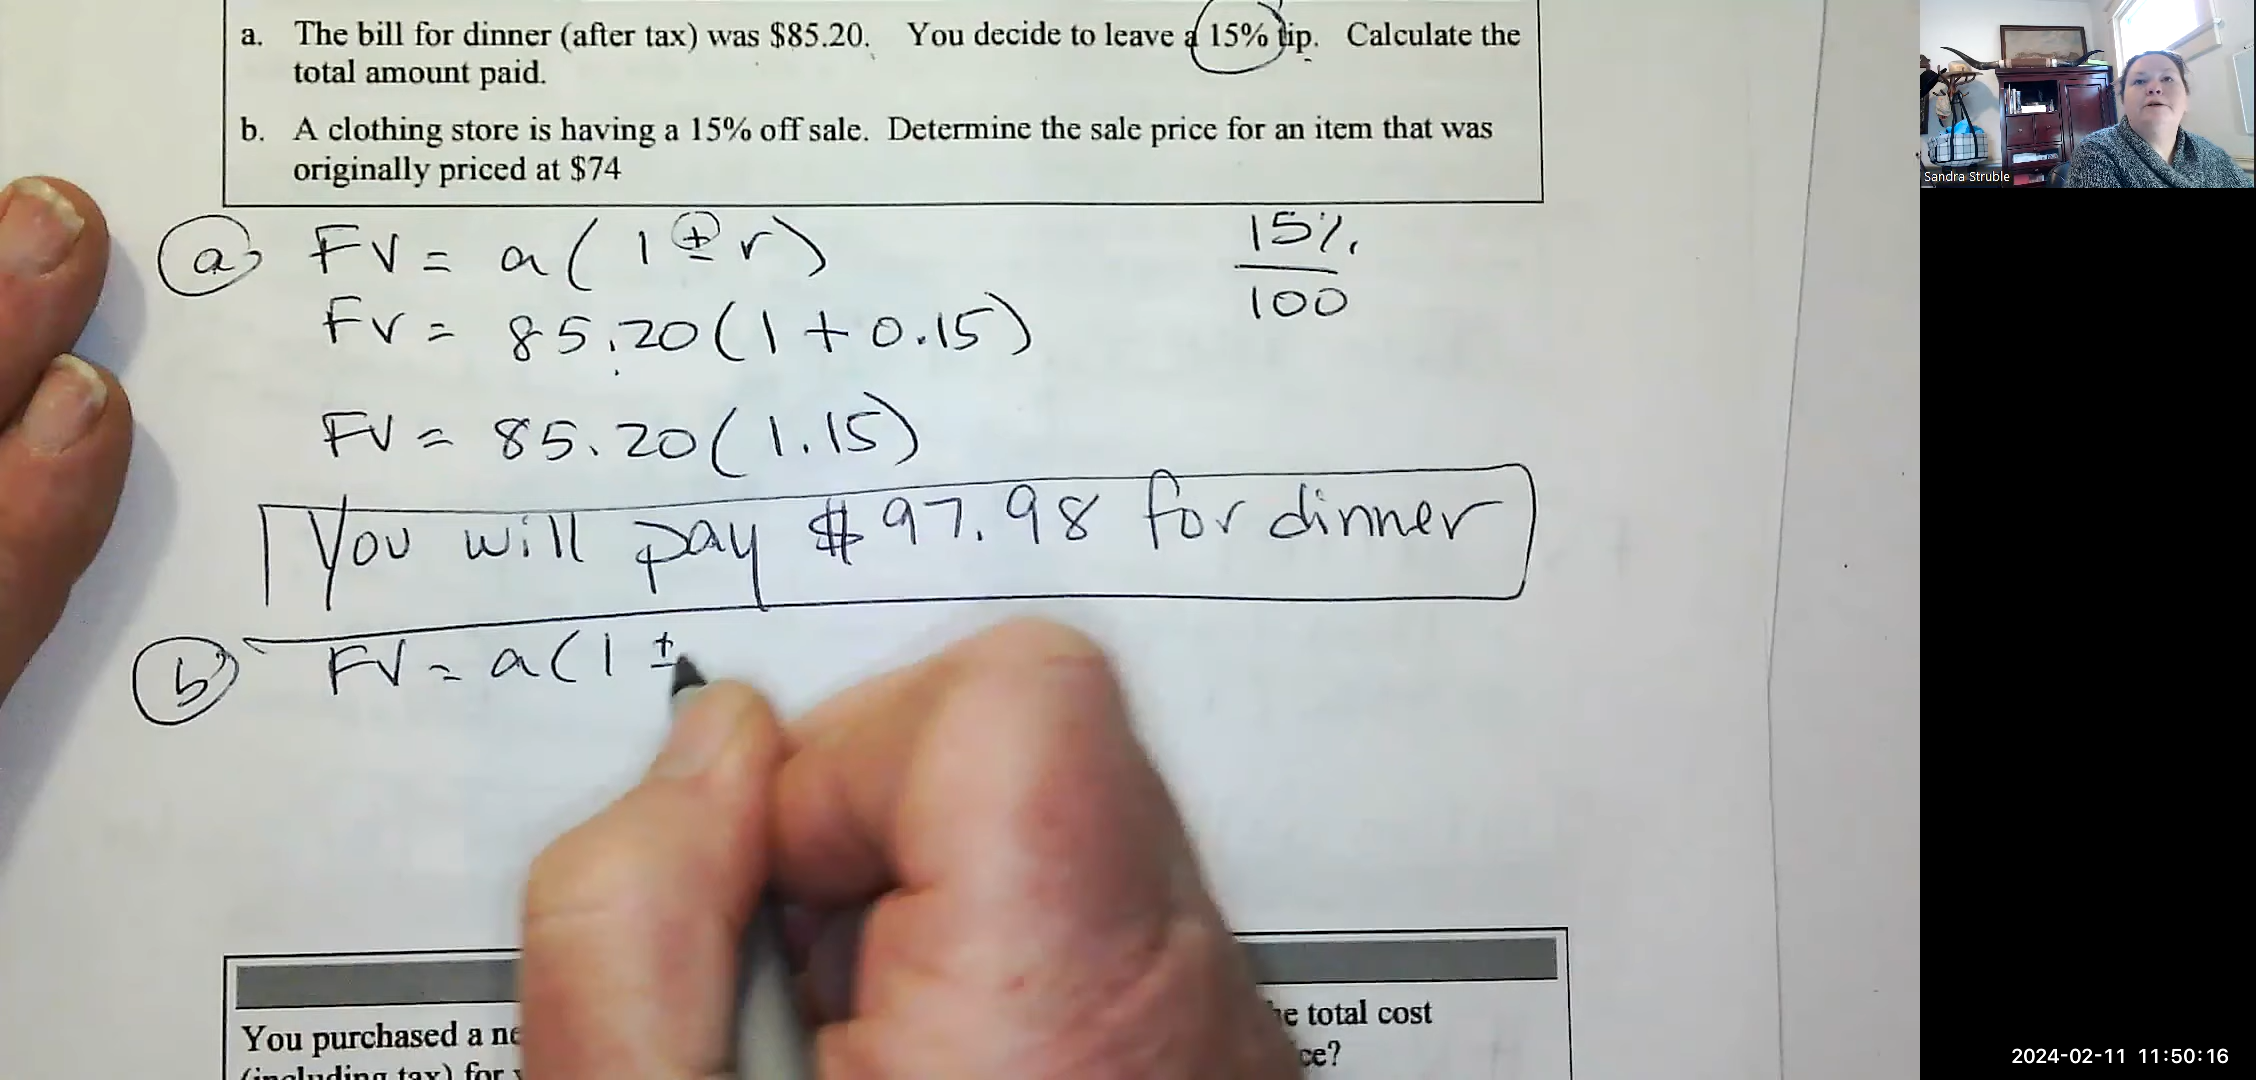 a. The bill for dinner (after tax) was $85.20. You decide to leave a 15% tip. Calculate the
total amount paid.
b. A clothing store is having a 15% off sale. Determine the sale price for an item that was
originally priced at $74
a FV = a(1 ± r)
15%
100
FV = 85.20(1 + 0.15)
FV = 85.20(1.15)
You will pay $97.98 for dinner
b FV = a(1 ±
You purchased a
total cost
(including tax) for
Sandra Struble
2024-02-11 11:50:16